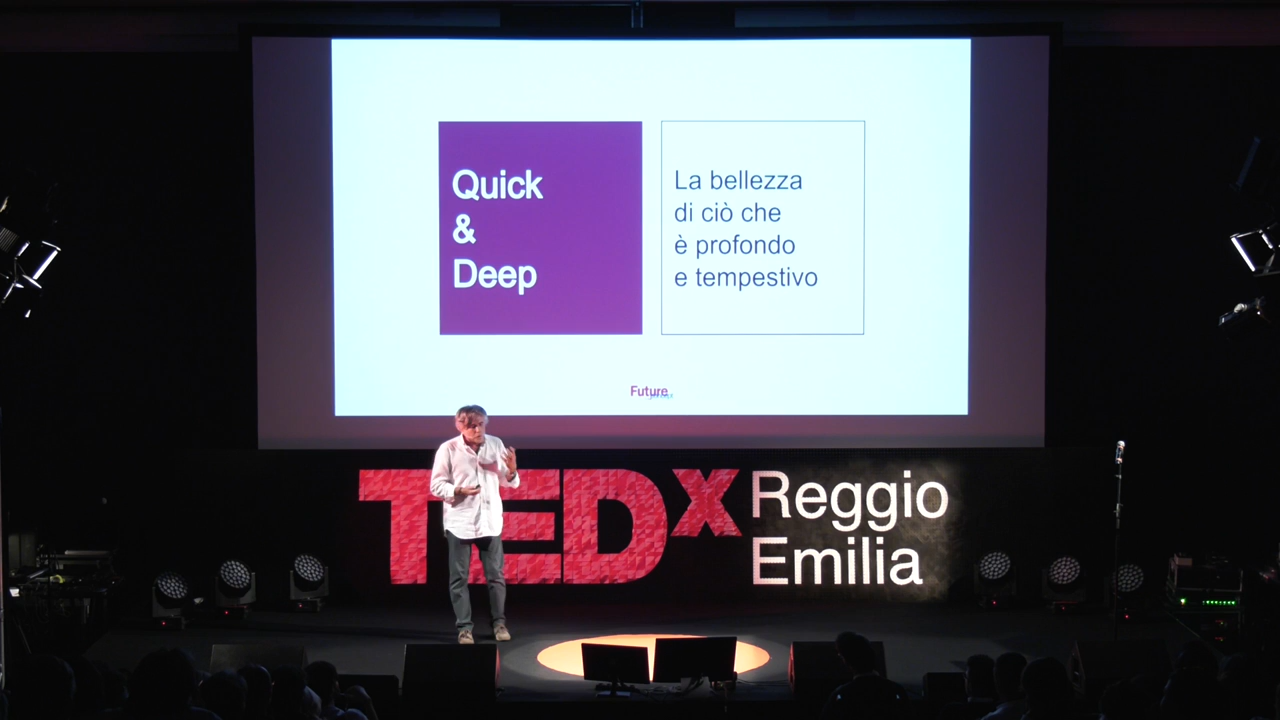 Quick
&
Deep
La bellezza
di ciò che
è profondo
e tempestivo
Future
TEDx
Reggio
Emilia